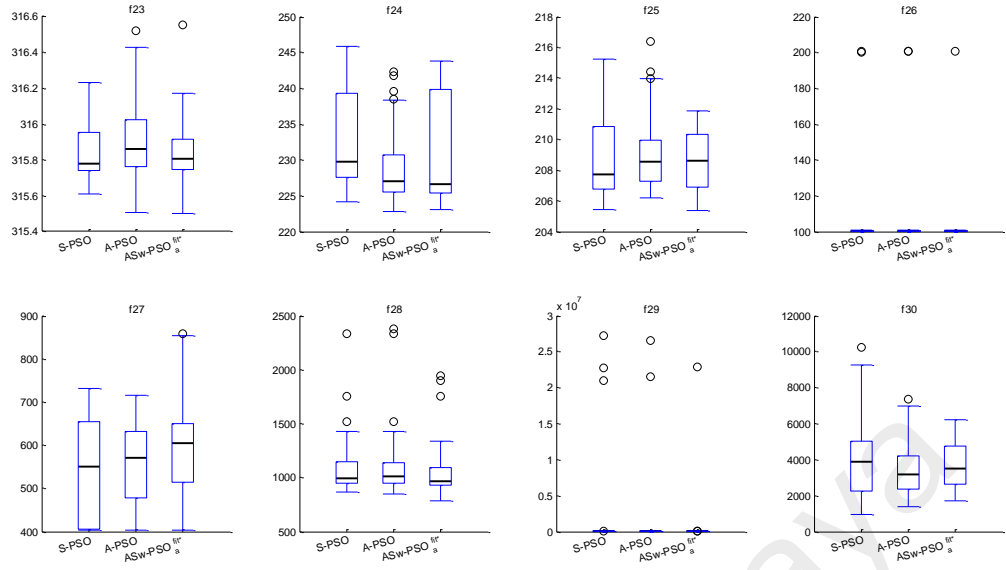 f23
316.6
316.4
316.2
316
315.8
315.6
315.4
S-PSO
A-PSO
ASw-PSO fit* a
f24
250
245
240
235
230
225
220
S-PSO
A-PSO
ASw-PSO fit* a
f25
218
216
214
212
210
208
206
204
S-PSO
A-PSO
ASw-PSO fit* a
f26
220
200
180
160
140
120
100
S-PSO
A-PSO
ASw-PSO fit* a
f27
900
800
700
600
500
400
S-PSO
A-PSO
ASw-PSO fit* a
f28
2500
2000
1500
1000
500
S-PSO
A-PSO
ASw-PSO fit* a
f29
x 10^7
3
2.5
2
1.5
1
0.5
0
S-PSO
A-PSO
ASw-PSO fit* a
f30
12000
10000
8000
6000
4000
2000
0
S-PSO
A-PSO
ASw-PSO fit* a
aya